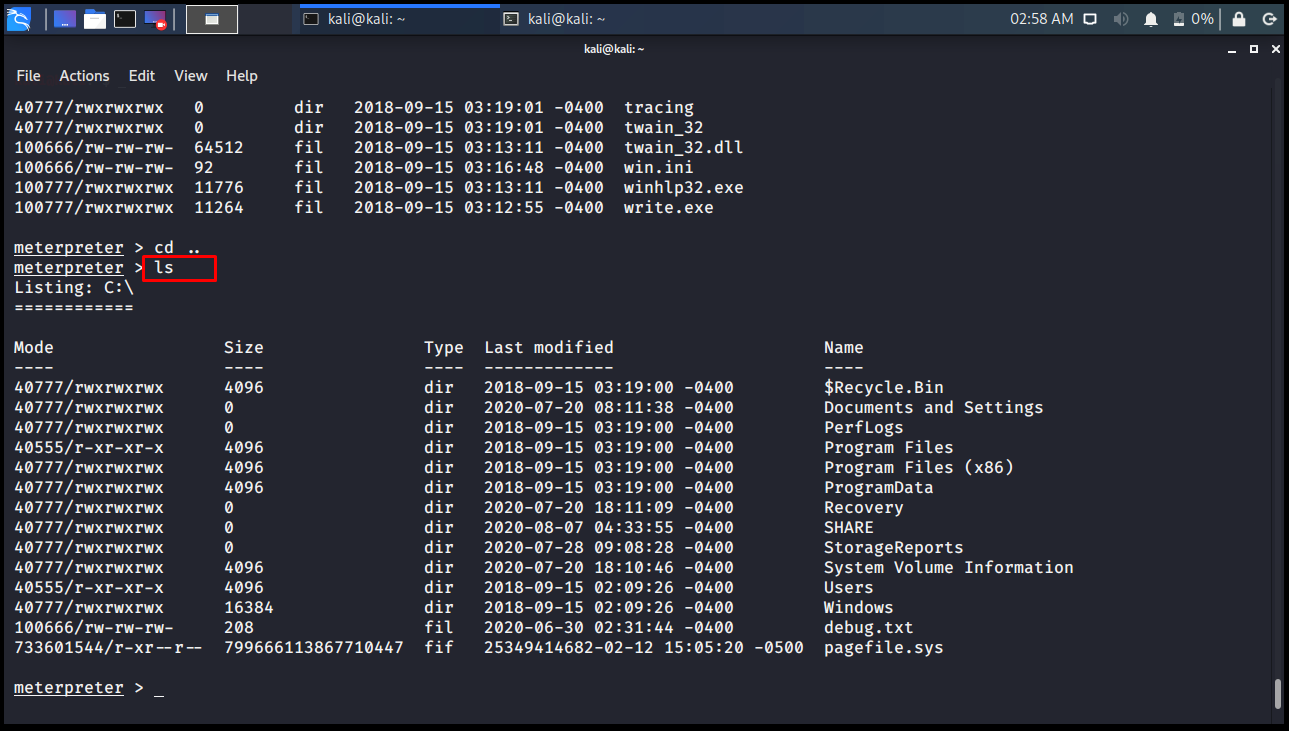 kali@kali: ~ kali@kali: ~ 02:58 AM 0%
kali@kali: ~
File Actions Edit View Help
40777/rwxrwxrwx 0 dir 2018-09-15 03:19:01 -0400 tracing
40777/rwxrwxrwx 0 dir 2018-09-15 03:19:01 -0400 twain_32
100666/rw-rw-rw- 64512 fil 2018-09-15 03:13:11 -0400 twain_32.dll
100666/rw-rw-rw- 92 fil 2018-09-15 03:16:48 -0400 win.ini
100777/rwxrwxrwx 11776 fil 2018-09-15 03:13:11 -0400 winhlp32.exe
100777/rwxrwxrwx 11264 fil 2018-09-15 03:12:55 -0400 write.exe
meterpreter > cd ..
meterpreter > ls
Listing: C:\
============
Mode Size Type Last modified Name
---- ---- ---- ------------- ----
40777/rwxrwxrwx 4096 dir 2018-09-15 03:19:00 -0400 $Recycle.Bin
40777/rwxrwxrwx 0 dir 2020-07-20 08:11:38 -0400 Documents and Settings
40777/rwxrwxrwx 0 dir 2018-09-15 03:19:00 -0400 PerfLogs
40555/r-xr-xr-x 4096 dir 2018-09-15 03:19:00 -0400 Program Files
40777/rwxrwxrwx 4096 dir 2018-09-15 03:19:00 -0400 Program Files (x86)
40777/rwxrwxrwx 4096 dir 2018-09-15 03:19:00 -0400 ProgramData
40777/rwxrwxrwx 0 dir 2020-07-20 18:11:09 -0400 Recovery
40777/rwxrwxrwx 0 dir 2020-08-07 04:33:55 -0400 SHARE
40777/rwxrwxrwx 0 dir 2020-07-28 09:08:28 -0400 StorageReports
40777/rwxrwxrwx 4096 dir 2020-07-20 18:10:46 -0400 System Volume Information
40555/r-xr-xr-x 4096 dir 2018-09-15 02:09:26 -0400 Users
40777/rwxrwxrwx 16384 dir 2018-09-15 02:09:26 -0400 Windows
100666/rw-rw-rw- 208 fil 2020-06-30 02:31:44 -0400 debug.txt
733601544/r-xr--r-- 799666113867710447 fif 25349414682-02-12 15:05:20 -0500 pagefile.sys
meterpreter > _